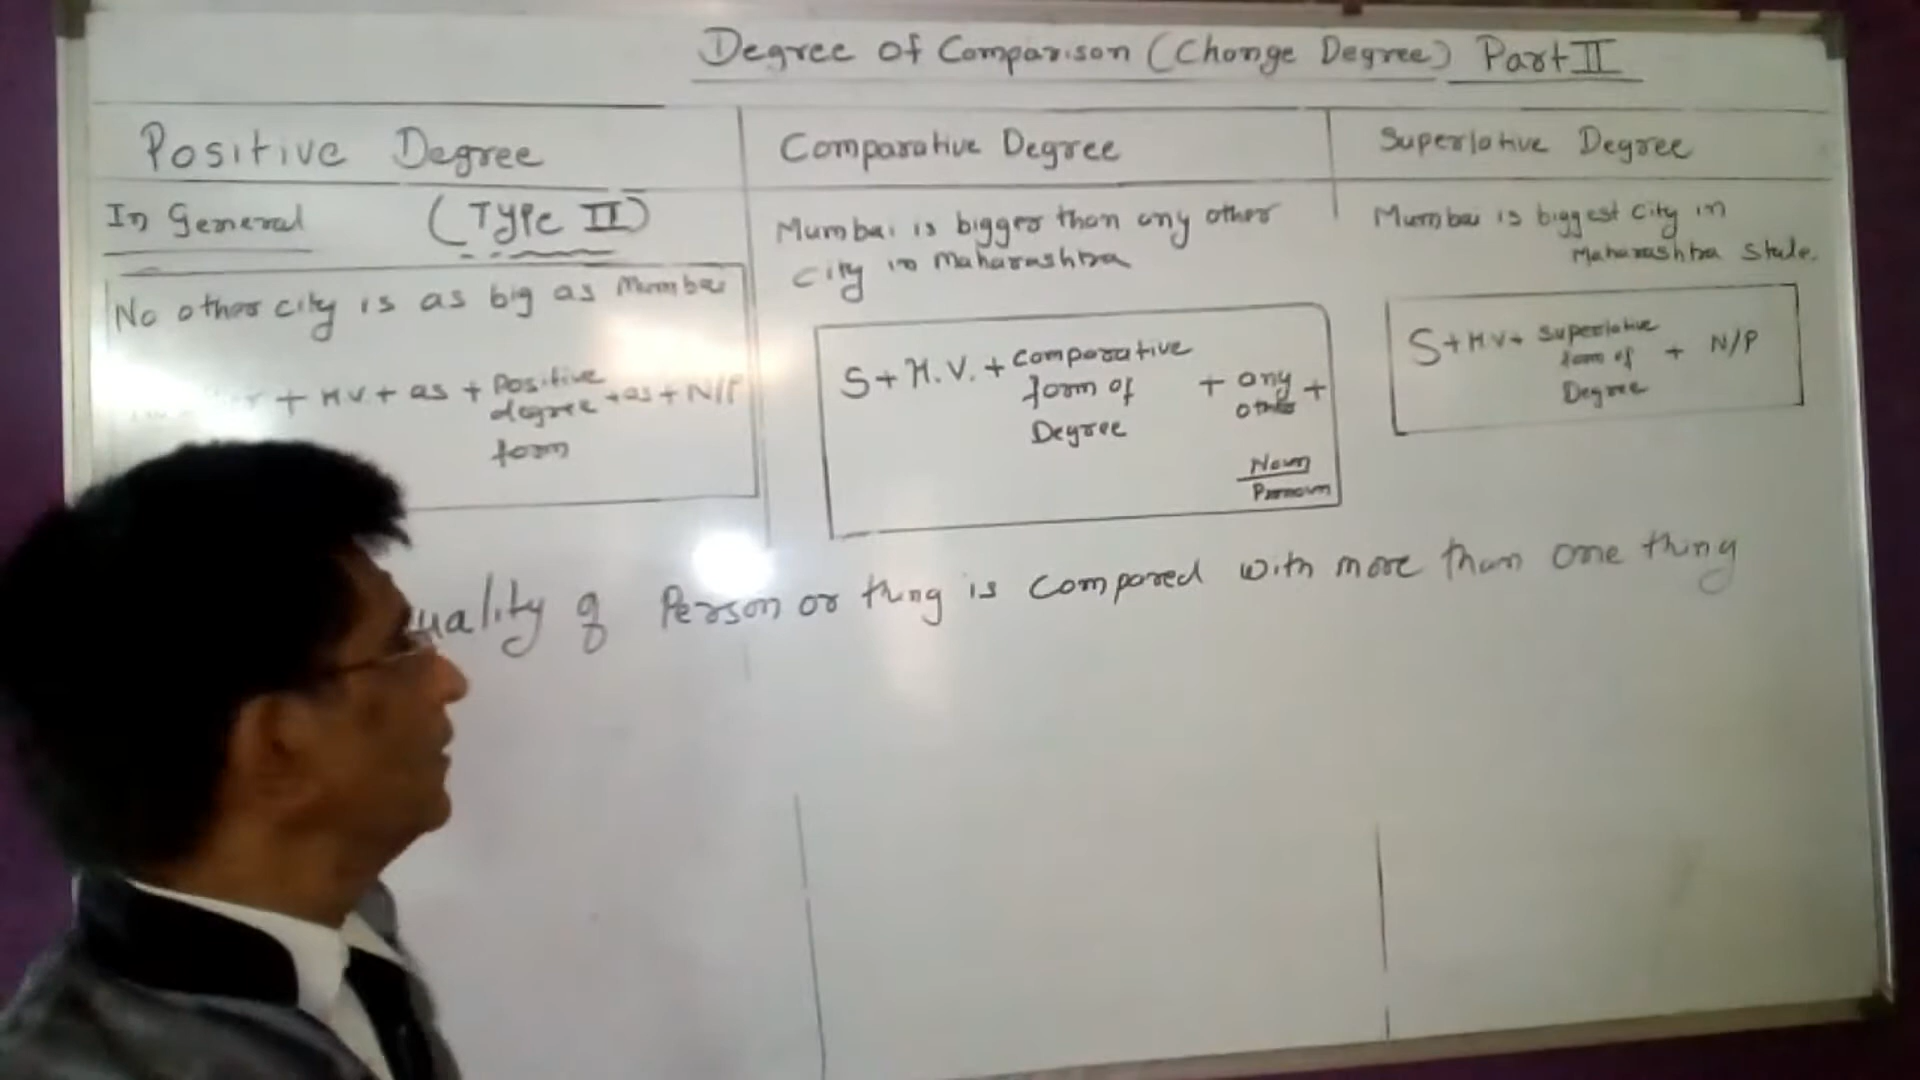 Degree of Comparison (Change Degree) Part II
Positive Degree
Comparative Degree
Superlative Degree
In General (Type II)
No other city is as big as Mumbai
+ H.V. + as + Positive degree form + as + N/P
Mumbai is bigger than any other
city in Maharashtra
S + H.V. + Comparative form of Degree + any other +
Noun
Pronoun
Mumbai is biggest city in
Maharashtra State.
S + H.V. + Superlative form of Degree + N/P
uality of Person or thing is compared with more than one thing